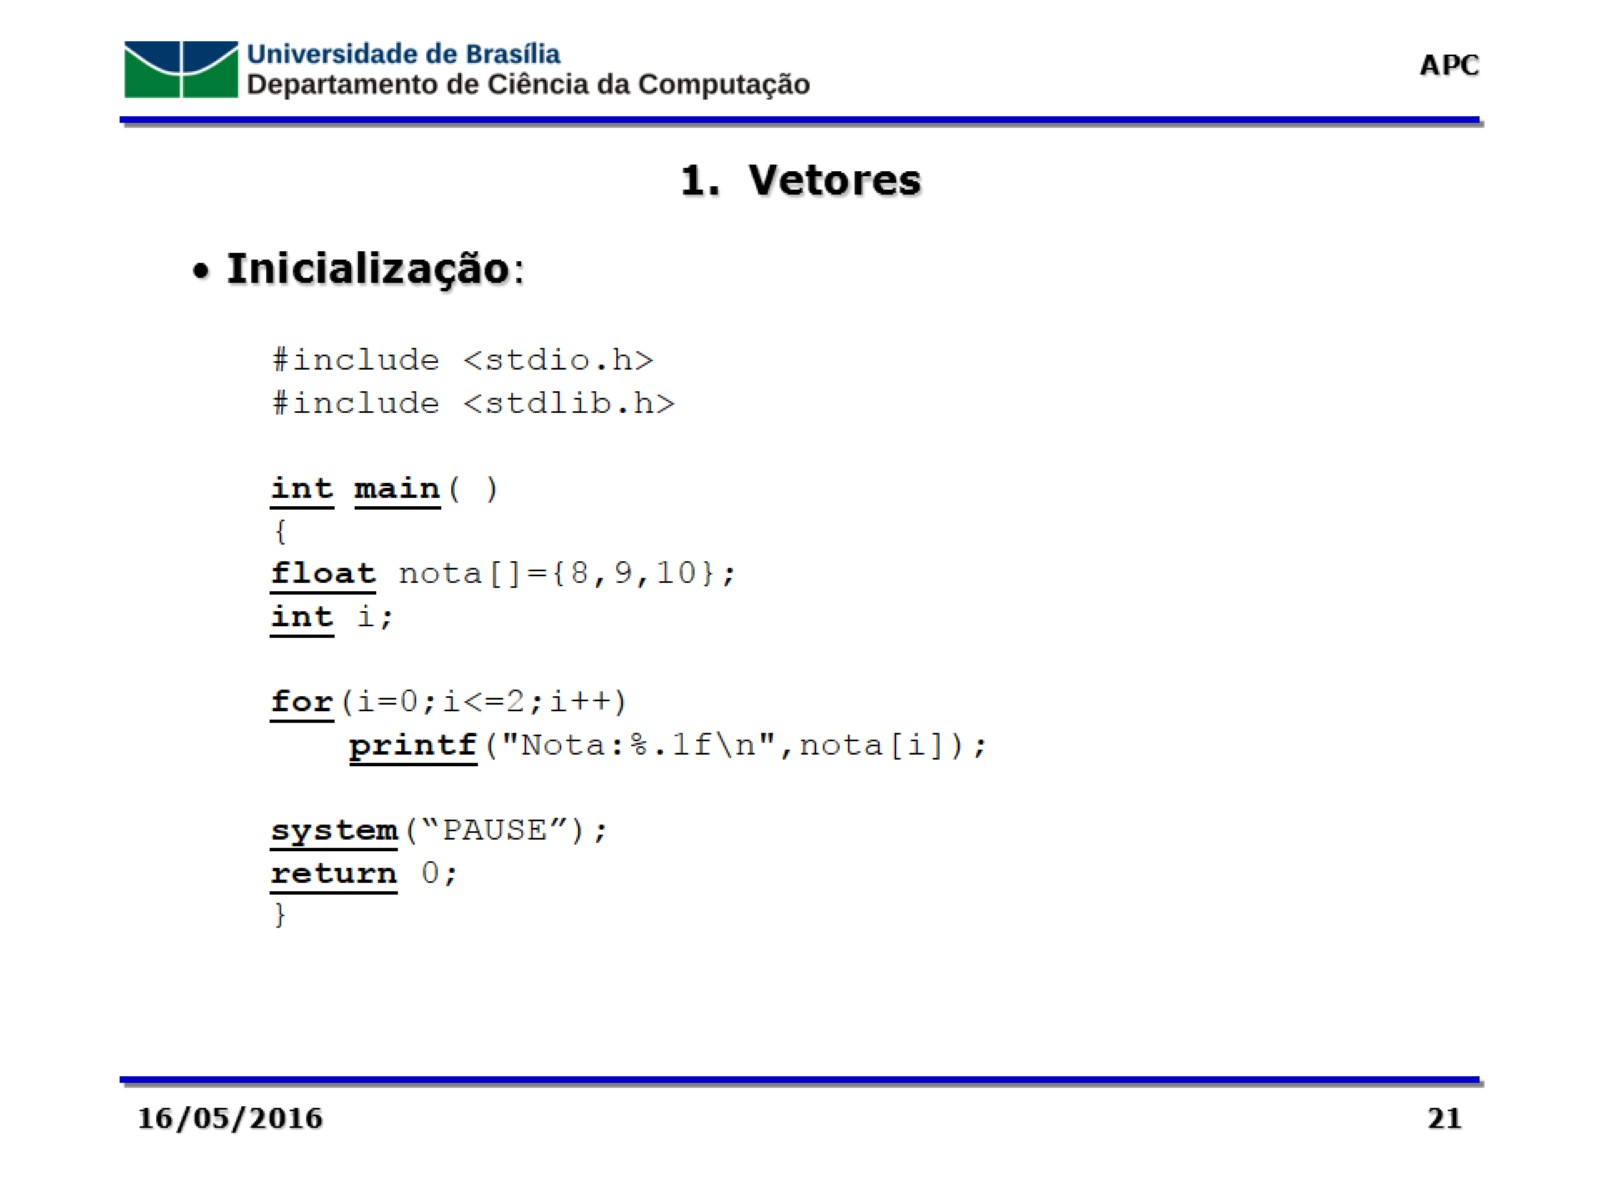 Universidade de Brasília
Departamento de Ciência da Computação
APC
1. Vetores
• Inicialização:
#include <stdio.h>
#include <stdlib.h>
int main( )
{
float nota[]={8,9,10};
int i;
for(i=0;i<=2;i++)
printf("Nota:%.1f\n",nota[i]);
system(“PAUSE”);
return 0;
}
16/05/2016
21